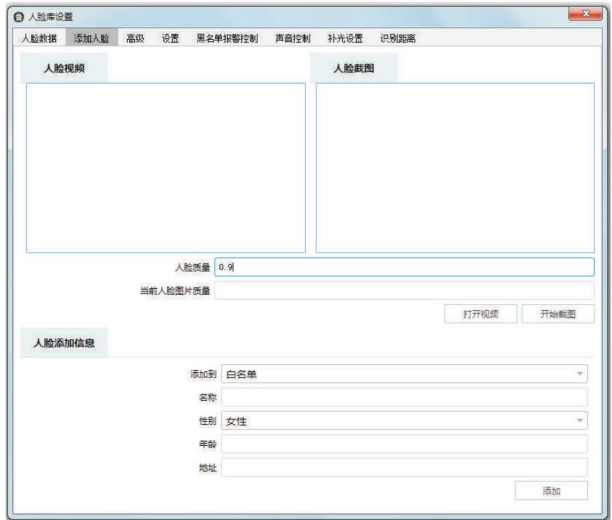 人脸库设置
人脸数据 添加人脸 高级 设置 黑名单报警控制 声音控制 补光设置 识别距离
人脸视频 人脸截图
人脸质量 0.9
当前人脸图片质量
打开视频 开始截图
人脸添加信息
添加到 白名单
名称
性别 女性
年龄
地址
添加